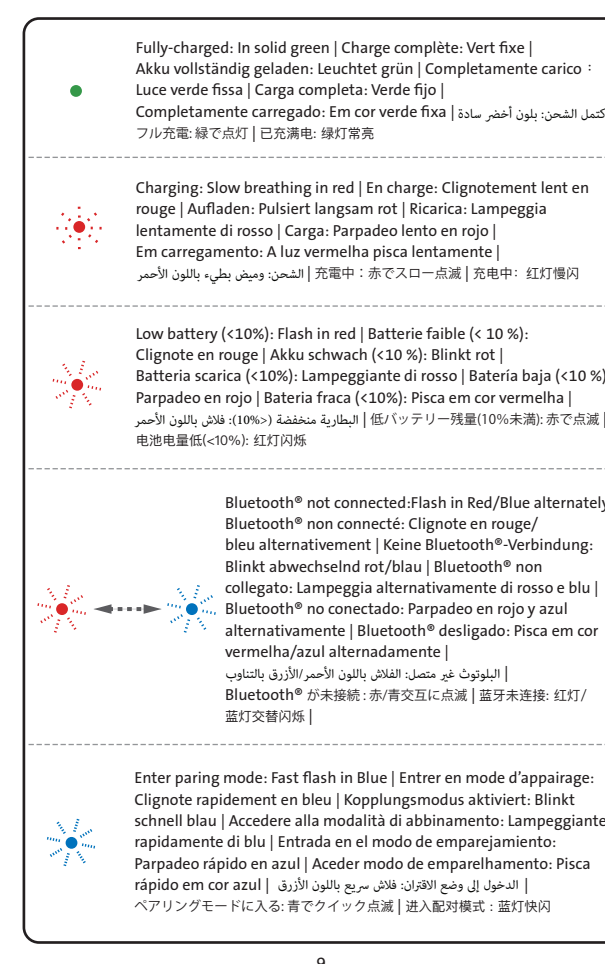 Fully-charged: In solid green | Charge complète: Vert fixe |
Akku vollständig geladen: Leuchtet grün | Completamente carico :
Luce verde fissa | Carga completa: Verde fijo |
Completamente carregado: Em cor verde fixa | كتمل الشحن: بلون أخضر سادة
フル充電: 緑で点灯 | 已充满电: 绿灯常亮
Charging: Slow breathing in red | En charge: Clignotement lent en
rouge | Aufladen: Pulsiert langsam rot | Ricarica: Lampeggia
lentamente di rosso | Carga: Parpadeo lento en rojo |
Em carregamento: A luz vermelha pisca lentamente |
الشحن: وميض بطيء باللون الأحمر | 充電中：赤でスロー点滅 | 充电中：红灯慢闪
Low battery (<10%): Flash in red | Batterie faible (< 10 %):
Clignote en rouge | Akku schwach (<10 %): Blinkt rot |
Batteria scarica (<10%): Lampeggiante di rosso | Batería baja (<10 %)
Parpadeo en rojo | Bateria fraca (<10%): Pisca em cor vermelha |
البطارية منخفضة (<10%): فلاش باللون الأحمر | 低バッテリー残量(10%未満): 赤で点滅 |
电池电量低(<10%): 红灯闪烁
Bluetooth® not connected:Flash in Red/Blue alternately
Bluetooth® non connecté: Clignote en rouge/
bleu alternativement | Keine Bluetooth®-Verbindung:
Blinkt abwechselnd rot/blau | Bluetooth® non
collegato: Lampeggia alternativamente di rosso e blu |
Bluetooth® no conectado: Parpadeo en rojo y azul
alternativamente | Bluetooth® desligado: Pisca em cor
vermelha/azul alternadamente |
البلوتوث غير متصل: الفلاش باللون الأحمر/الأزرق بالتناوب |
Bluetooth® が未接続 : 赤/青交互に点滅 | 蓝牙未连接: 红灯/
蓝灯交替闪烁 |
Enter paring mode: Fast flash in Blue | Entrer en mode d'appairage:
Clignote rapidement en bleu | Kopplungsmodus aktiviert: Blinkt
schnell blau | Accedere alla modalità di abbinamento: Lampeggiante
rapidamente di blu | Entrada en el modo de emparejamiento:
Parpadeo rápido en azul | Aceder modo de emparelhamento: Pisca
rápido em cor azul | الدخول إلى وضع الاقتران: فلاش سريع باللون الأزرق |
ペアリングモードに入る: 青でクイック点滅 | 进入配对模式：蓝灯快闪
9